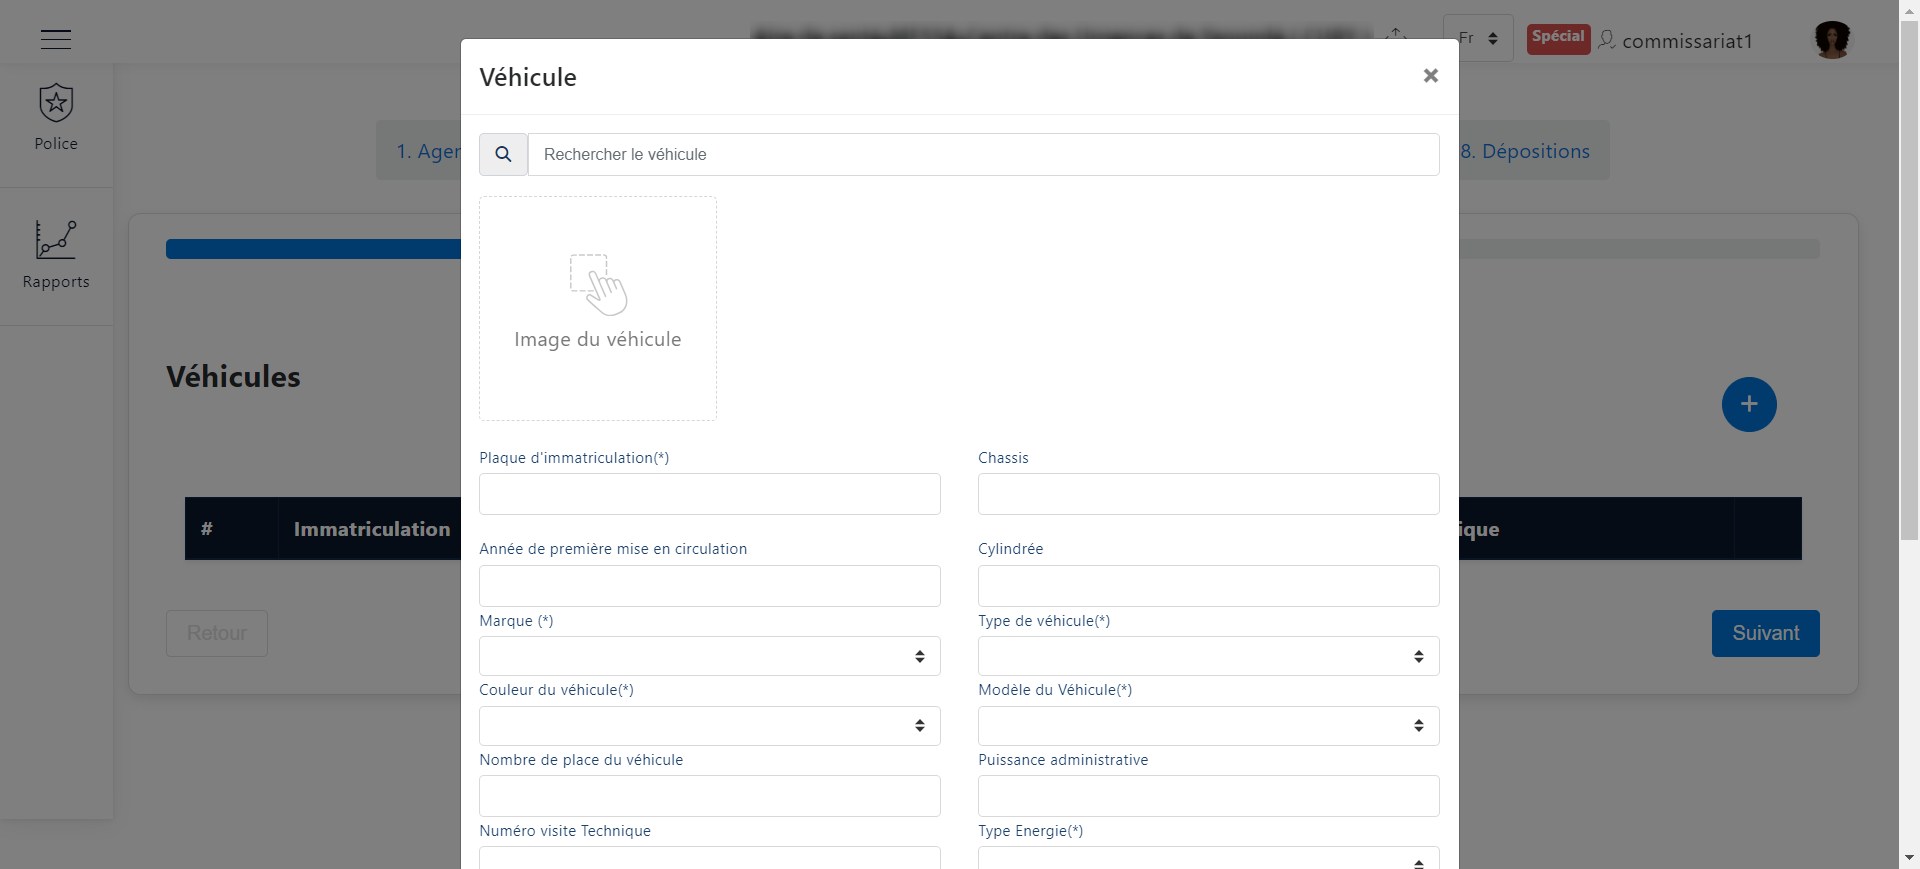 Fr
Spécial
commissariat1
Véhicule
×
Police
1. Agen
8. Dépositions
Rechercher le véhicule
Rapports
Image du véhicule
Véhicules
+
Plaque d'immatriculation(*)
Chassis
# Immatriculation
ique
Année de première mise en circulation
Cylindrée
Marque (*)
Type de véhicule(*)
Retour
Suivant
Couleur du véhicule(*)
Modèle du Véhicule(*)
Nombre de place du véhicule
Puissance administrative
Numéro visite Technique
Type Energie(*)